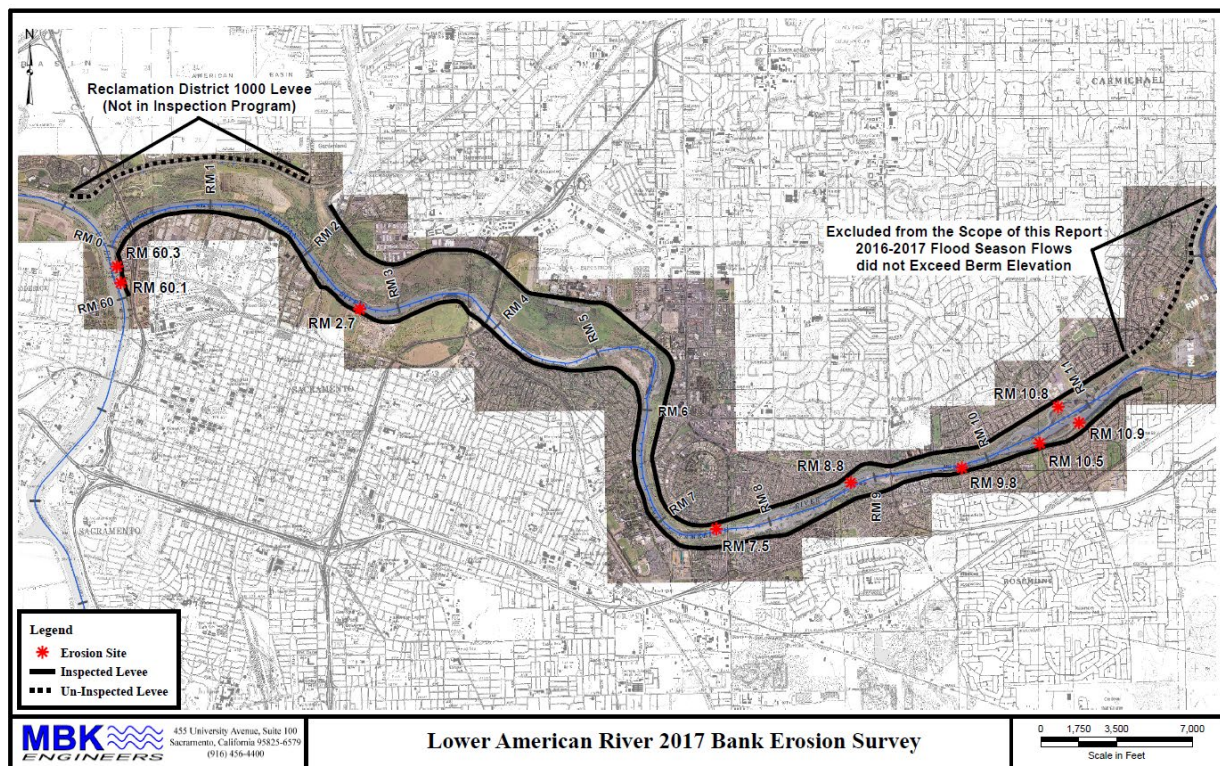 N
Reclamation District 1000 Levee
(Not in Inspection Program)
AMERICAN BASIN
CARMICHAEL
RM 1
RM 0
RM 2
RM 60.3
RM 60.1
RM 60
RM 2.7
RM 3
RM 4
RM 5
RM 6
Excluded from the Scope of this Report
2016-2017 Flood Season Flows
did not Exceed Berm Elevation
SACRAMENTO
SACRAMENTO
RM 7
RM 7.5
RM 8
RM 8.8
RIVER
RM 9
RM 9.8
RM 10
RM 10.5
RM 10.8
RM 10.9
RM 11
ROSEMONT
Legend
Erosion Site
Inspected Levee
Un-Inspected Levee
MBK
ENGINEERS
455 University Avenue, Suite 100
Sacramento, California 95825-6579
(916) 456-4400
Lower American River 2017 Bank Erosion Survey
0 1,750 3,500 7,000
Scale in Feet